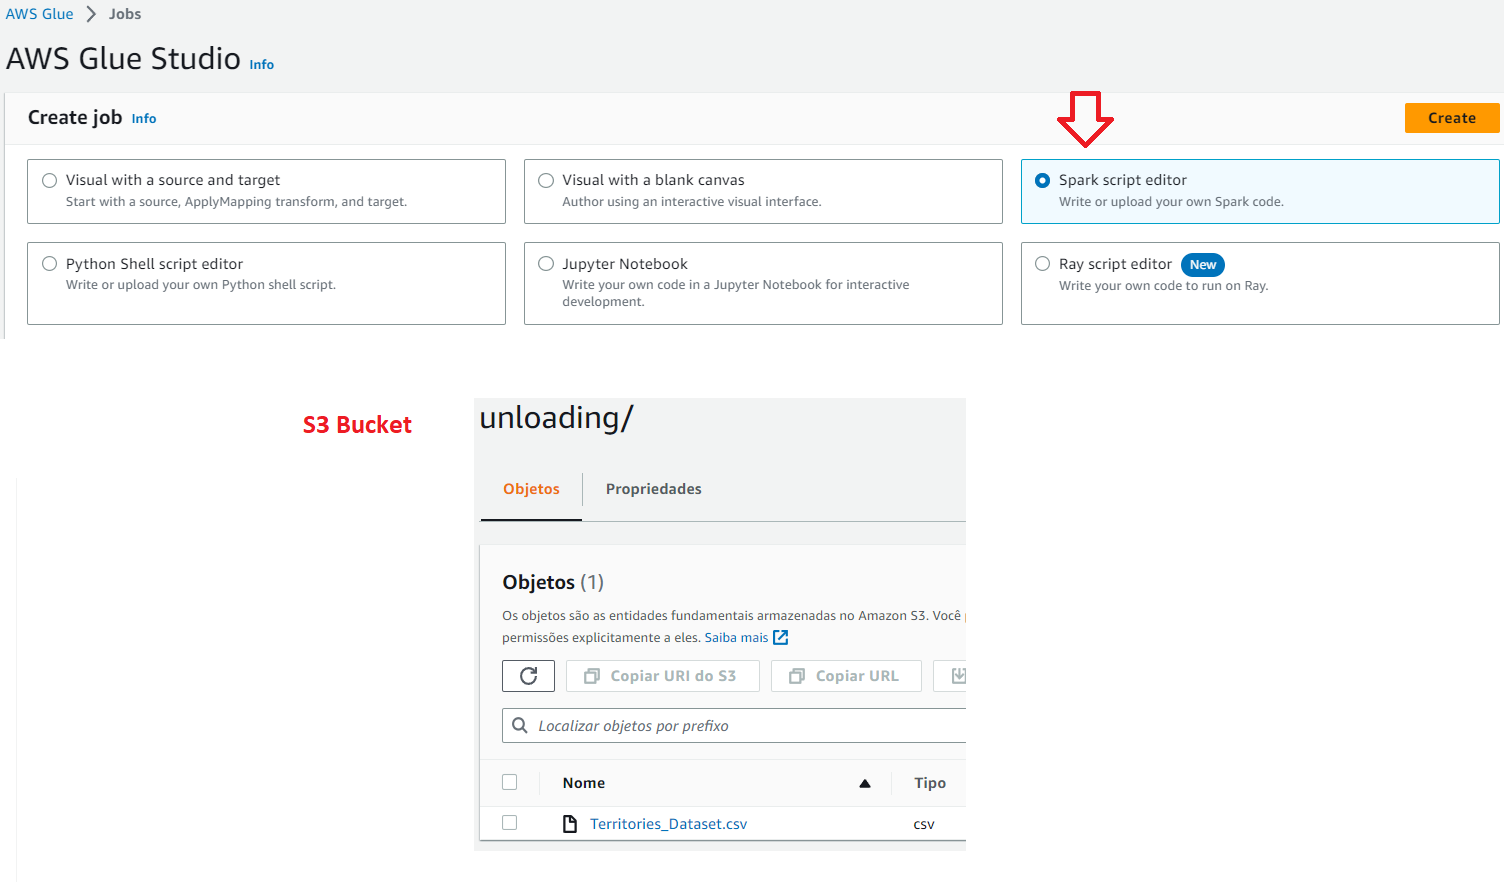 AWS Glue > Jobs
AWS Glue Studio Info
Create job Info
Create
Visual with a source and target
Start with a source, ApplyMapping transform, and target.
Visual with a blank canvas
Author using an interactive visual interface.
Spark script editor
Write or upload your own Spark code.
Python Shell script editor
Write or upload your own Python shell script.
Jupyter Notebook
Write your own code in a Jupyter Notebook for interactive
development.
Ray script editor New
Write your own code to run on Ray.
S3 Bucket
unloading/
Objetos
Propriedades
Objetos (1)
Os objetos são as entidades fundamentais armazenadas no Amazon S3. Você
permissões explicitamente a eles. Saiba mais
Copiar URI do S3
Copiar URL
Localizar objetos por prefixo
Nome
Tipo
Territories_Dataset.csv
csv